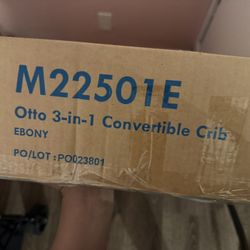 M22501E
Otto 3-in-1 Convertible Crib
EBONY
PO/LOT : PO023801